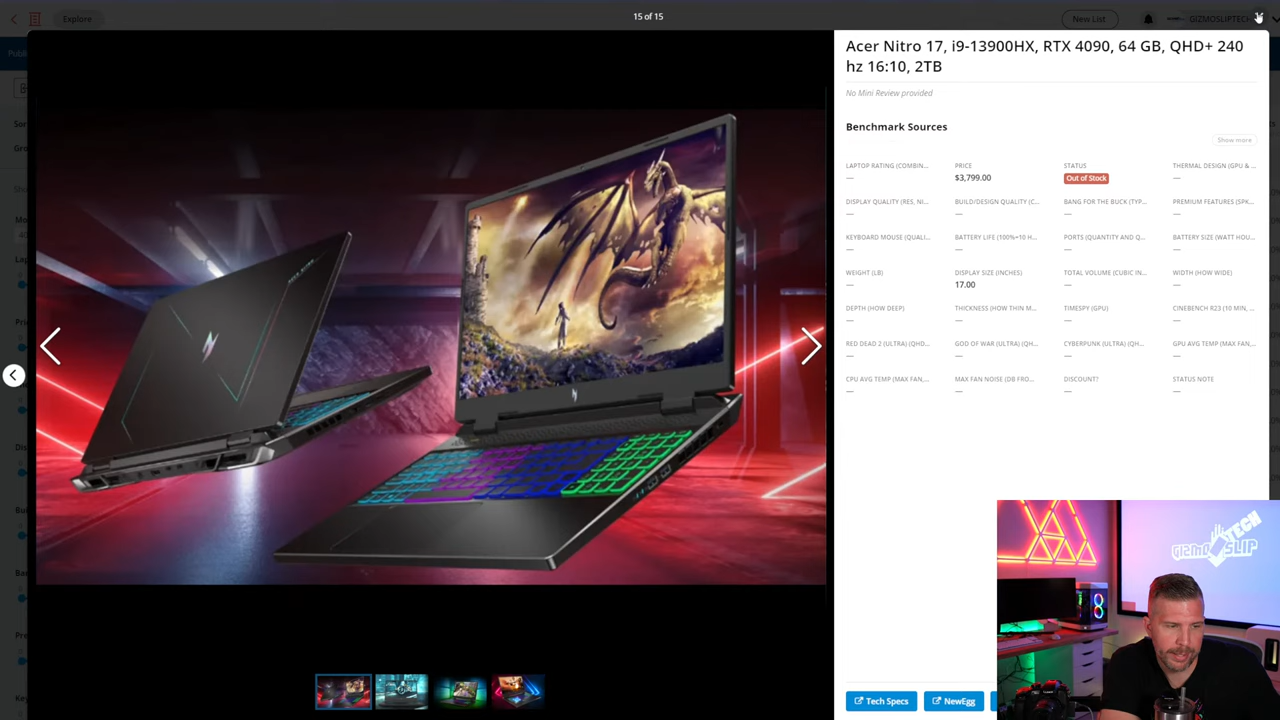 15 of 15
Explore
New List
GIZMOSLIPTECH
Acer Nitro 17, i9-13900HX, RTX 4090, 64 GB, QHD+ 240
hz 16:10, 2TB
No Mini Review provided
Benchmark Sources
Show more
LAPTOP RATING (COMBIN...
PRICE
STATUS
THERMAL DESIGN (GPU & ...
—
$3,799.00
Out of Stock
—
DISPLAY QUALITY (RES, NI...
BUILD/DESIGN QUALITY (C...
BANG FOR THE BUCK (TYP...
PREMIUM FEATURES (SPK...
—
—
—
—
KEYBOARD MOUSE (QUALI...
BATTERY LIFE (100%=10 H...
PORTS (QUANTITY AND Q...
BATTERY SIZE (WATT HOU...
—
—
—
—
WEIGHT (LB)
DISPLAY SIZE (INCHES)
TOTAL VOLUME (CUBIC IN...
WIDTH (HOW WIDE)
—
17.00
—
—
DEPTH (HOW DEEP)
THICKNESS (HOW THIN M...
TIMESPY (GPU)
CINEBENCH R23 (10 MIN, ...
—
—
—
—
RED DEAD 2 (ULTRA) (QHD...
GOD OF WAR (ULTRA) (QH...
CYBERPUNK (ULTRA) (QH...
GPU AVG TEMP (MAX FAN,...
—
—
—
—
CPU AVG TEMP (MAX FAN,...
MAX FAN NOISE (DB FRO...
DISCOUNT?
STATUS NOTE
—
—
—
—
Tech Specs
NewEgg
GIZMO SLIP
TECH